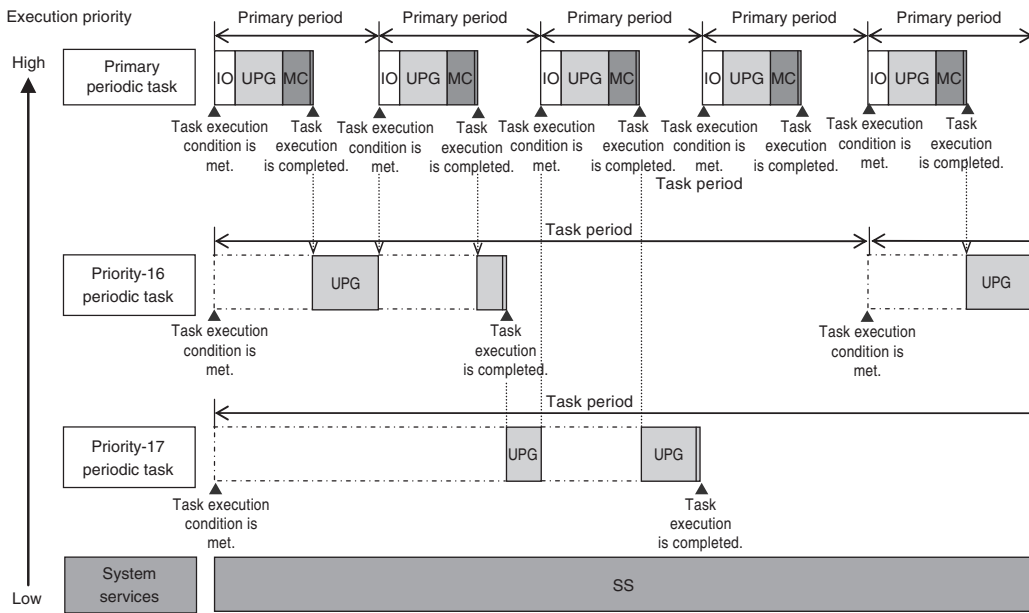 Execution priority
Primary period
Primary period
Primary period
Primary period
Primary period
High
Primary
periodic task
IO UPG MC
IO UPG MC
IO UPG MC
IO UPG MC
IO UPG MC
Task execution
condition is
met.
Task
execution
is completed.
Task execution
condition is
met.
Task
execution
is completed.
Task execution
condition is
met.
Task
execution
is completed.
Task execution
condition is
met.
Task
execution
is completed.
Task execution
condition is
met.
Task
execution
is completed.
Task period
Task period
Priority-16
periodic task
UPG
UPG
Task execution
condition is
met.
Task
execution
is completed.
Task execution
condition is
met.
Task period
Priority-17
periodic task
UPG
UPG
Task execution
condition is
met.
Task
execution
is completed.
System
services
SS
Low